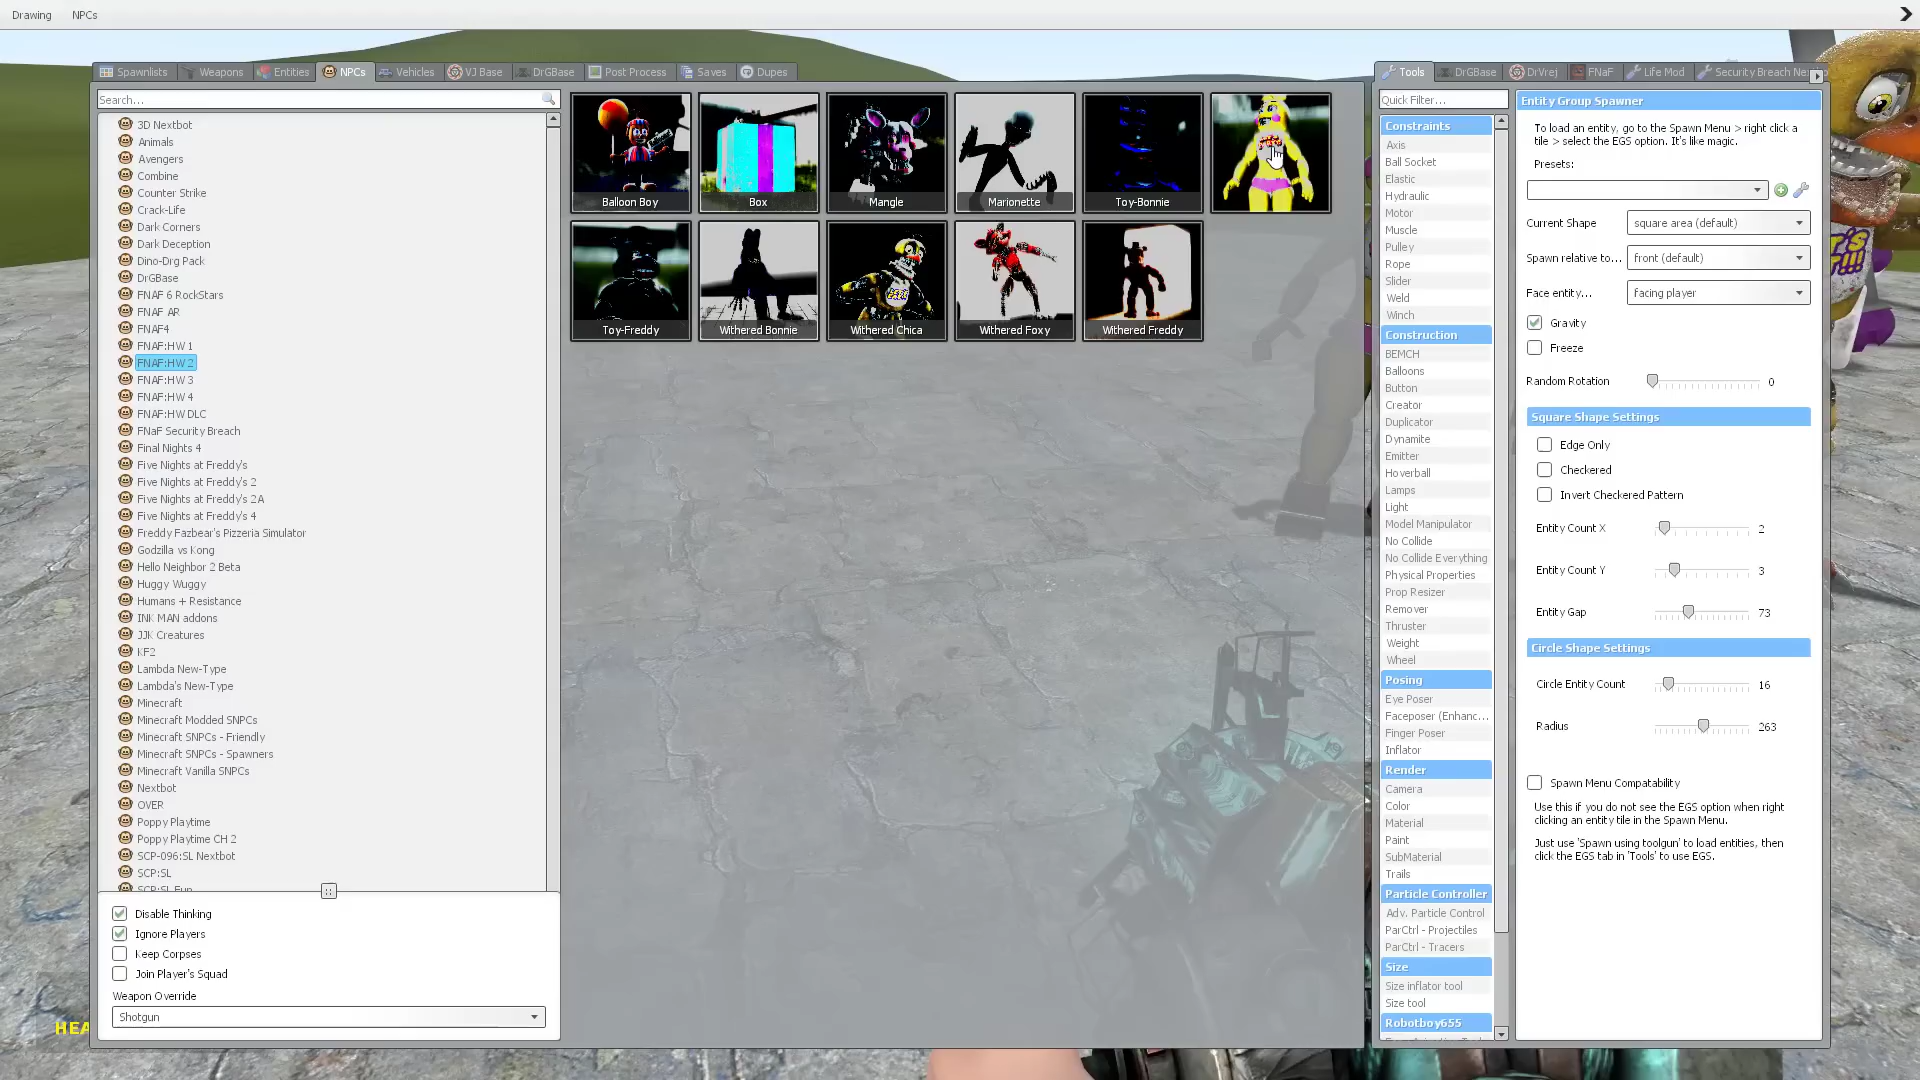 Drawing NPCs
Spawnlists Weapons Entities NPCs Vehicles VJ Base DrGBase Post Process Saves Dupes
Search...
3D Nextbot
Animals
Avengers
Combine
Counter Strike
Crack-Life
Dark Corners
Dark Deception
Dino-Drg Pack
DrGBase
FNAF 6 RockStars
FNAF AR
FNAF4
FNAF:HW 1
FNAF:HW 2
FNAF:HW 3
FNAF:HW 4
FNAF:HW DLC
FNaF Security Breach
Final Nights 4
Five Nights at Freddy's
Five Nights at Freddy's 2
Five Nights at Freddy's 2A
Five Nights at Freddy's 4
Freddy Fazbear's Pizzeria Simulator
Godzilla vs Kong
Hello Neighbor 2 Beta
Huggy Wuggy
Humans + Resistance
INK MAN addons
JJK Creatures
KF2
Lambda New-Type
Lambda's New-Type
Minecraft
Minecraft Modded SNPCs
Minecraft SNPCs - Friendly
Minecraft SNPCs - Spawners
Minecraft Vanilla SNPCs
Nextbot
OVER
Poppy Playtime
Poppy Playtime CH 2
SCP-096:SL Nextbot
SCP:SL
SCP:SL Fun
Disable Thinking
Ignore Players
Keep Corpses
Join Player's Squad
Weapon Override
Shotgun
HEA
Balloon Boy Box Mangle Marionette Toy-Bonnie
Toy-Freddy Withered Bonnie Withered Chica Withered Foxy Withered Freddy
Tools DrGBase DrVrej FNaF Life Mod Security Breach
Quick Filter...
Constraints
Axis
Ball Socket
Elastic
Hydraulic
Motor
Muscle
Pulley
Rope
Slider
Weld
Winch
Construction
BEMCH
Balloons
Button
Creator
Duplicator
Dynamite
Emitter
Hoverball
Lamps
Light
Model Manipulator
No Collide
No Collide Everything
Physical Properties
Prop Resizer
Remover
Thruster
Weight
Wheel
Posing
Eye Poser
Faceposer (Enhanc...
Finger Poser
Inflator
Render
Camera
Color
Material
Paint
SubMaterial
Trails
Particle Controller
Adv. Particle Control
ParCtrl - Projectiles
ParCtrl - Tracers
Size
Size inflator tool
Size tool
Robotboy655
Entity Group Spawner
To load an entity, go to the Spawn Menu > right click a
tile > select the EGS option. It's like magic.
Presets:
Current Shape square area (default)
Spawn relative to... front (default)
Face entity... facing player
Gravity
Freeze
Random Rotation 0
Square Shape Settings
Edge Only
Checkered
Invert Checkered Pattern
Entity Count X 2
Entity Count Y 3
Entity Gap 73
Circle Shape Settings
Circle Entity Count 16
Radius 263
Spawn Menu Compatability
Use this if you do not see the EGS option when right
clicking an entity tile in the Spawn Menu.
Just use 'Spawn using toolgun' to load entities, then
click the EGS tab in 'Tools' to use EGS.